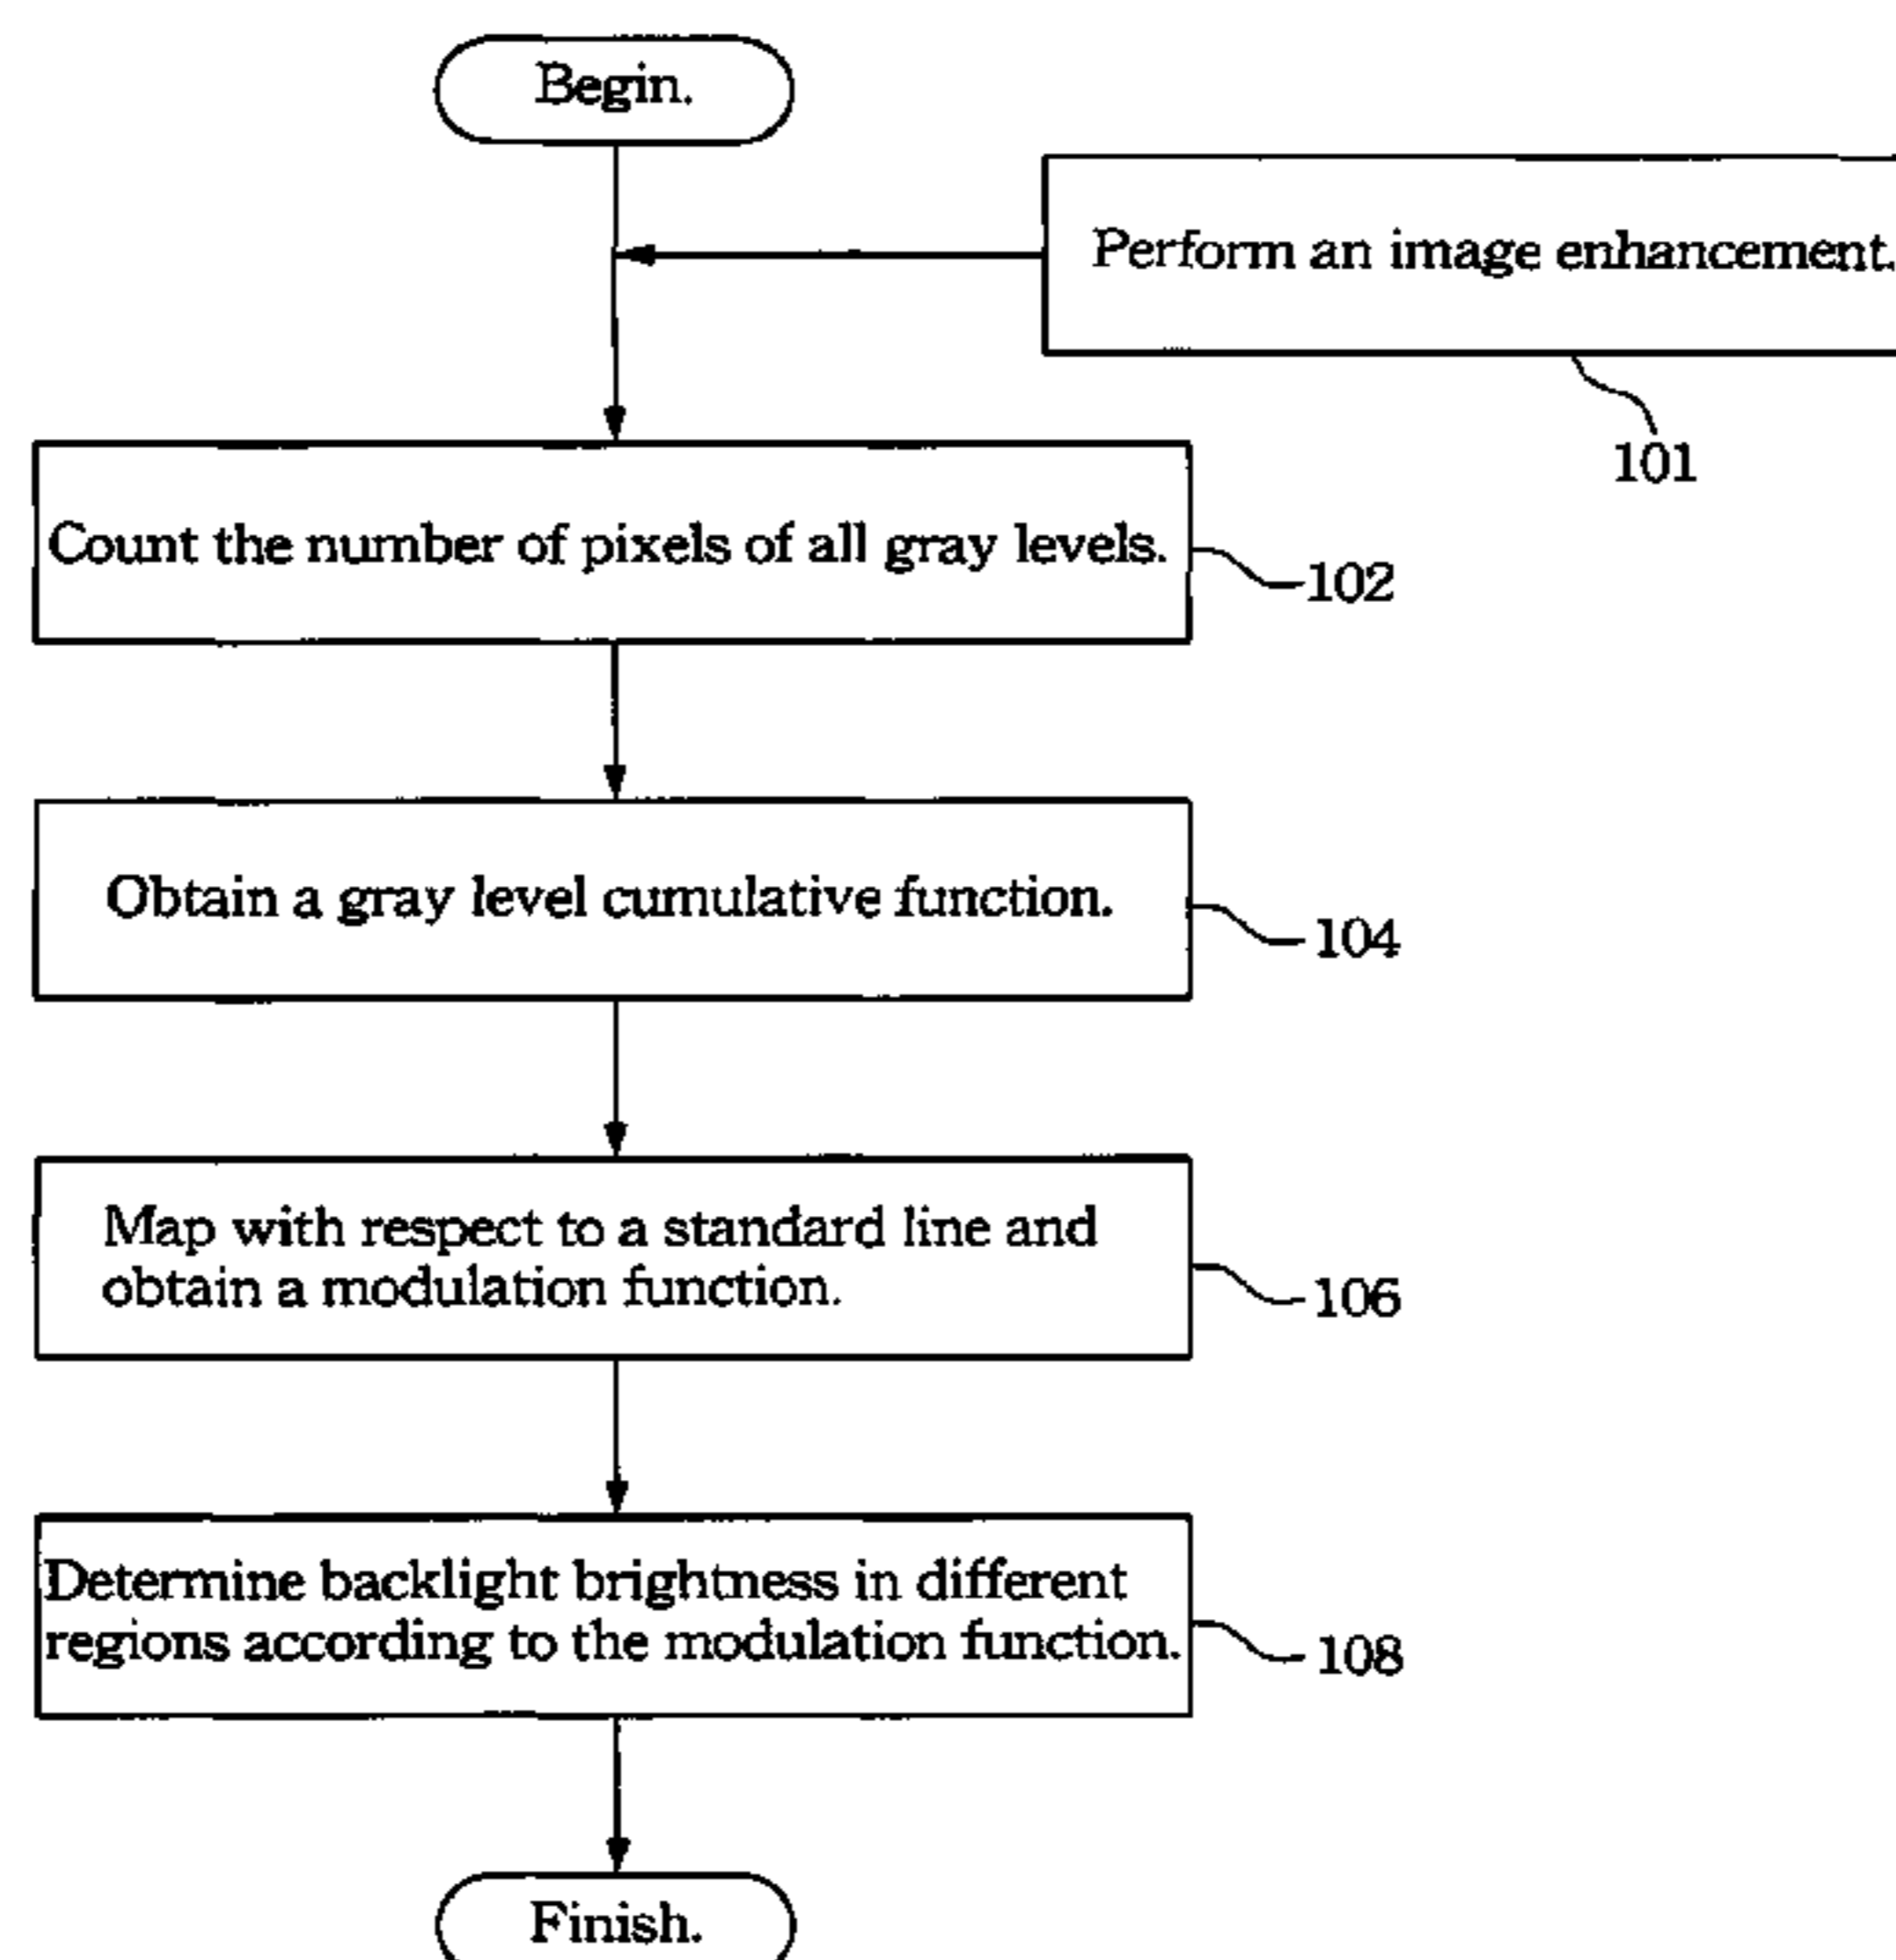 Begin.
Perform an image enhancement.
101
Count the number of pixels of all gray levels.
102
Obtain a gray level cumulative function.
104
Map with respect to a standard line and
obtain a modulation function.
106
Determine backlight brightness in different
regions according to the modulation function.
108
Finish.